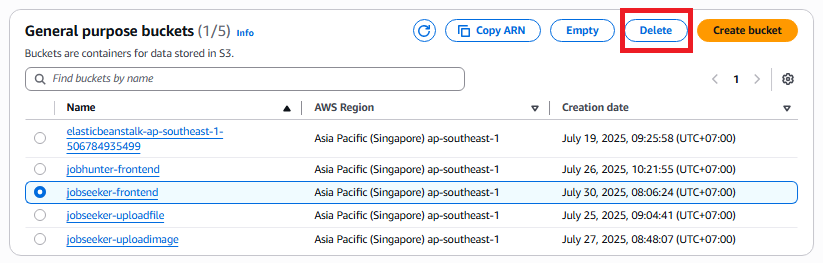 General purpose buckets (1/5) Info
Copy ARN Empty Delete Create bucket
Buckets are containers for data stored in S3.
Find buckets by name
1
Name AWS Region Creation date
elasticbeanstalk-ap-southeast-1-
506784935499 Asia Pacific (Singapore) ap-southeast-1 July 19, 2025, 09:25:58 (UTC+07:00)
jobhunter-frontend Asia Pacific (Singapore) ap-southeast-1 July 26, 2025, 10:21:55 (UTC+07:00)
jobseeker-frontend Asia Pacific (Singapore) ap-southeast-1 July 30, 2025, 08:06:24 (UTC+07:00)
jobseeker-uploadfile Asia Pacific (Singapore) ap-southeast-1 July 25, 2025, 09:04:41 (UTC+07:00)
jobseeker-uploadimage Asia Pacific (Singapore) ap-southeast-1 July 27, 2025, 08:48:07 (UTC+07:00)